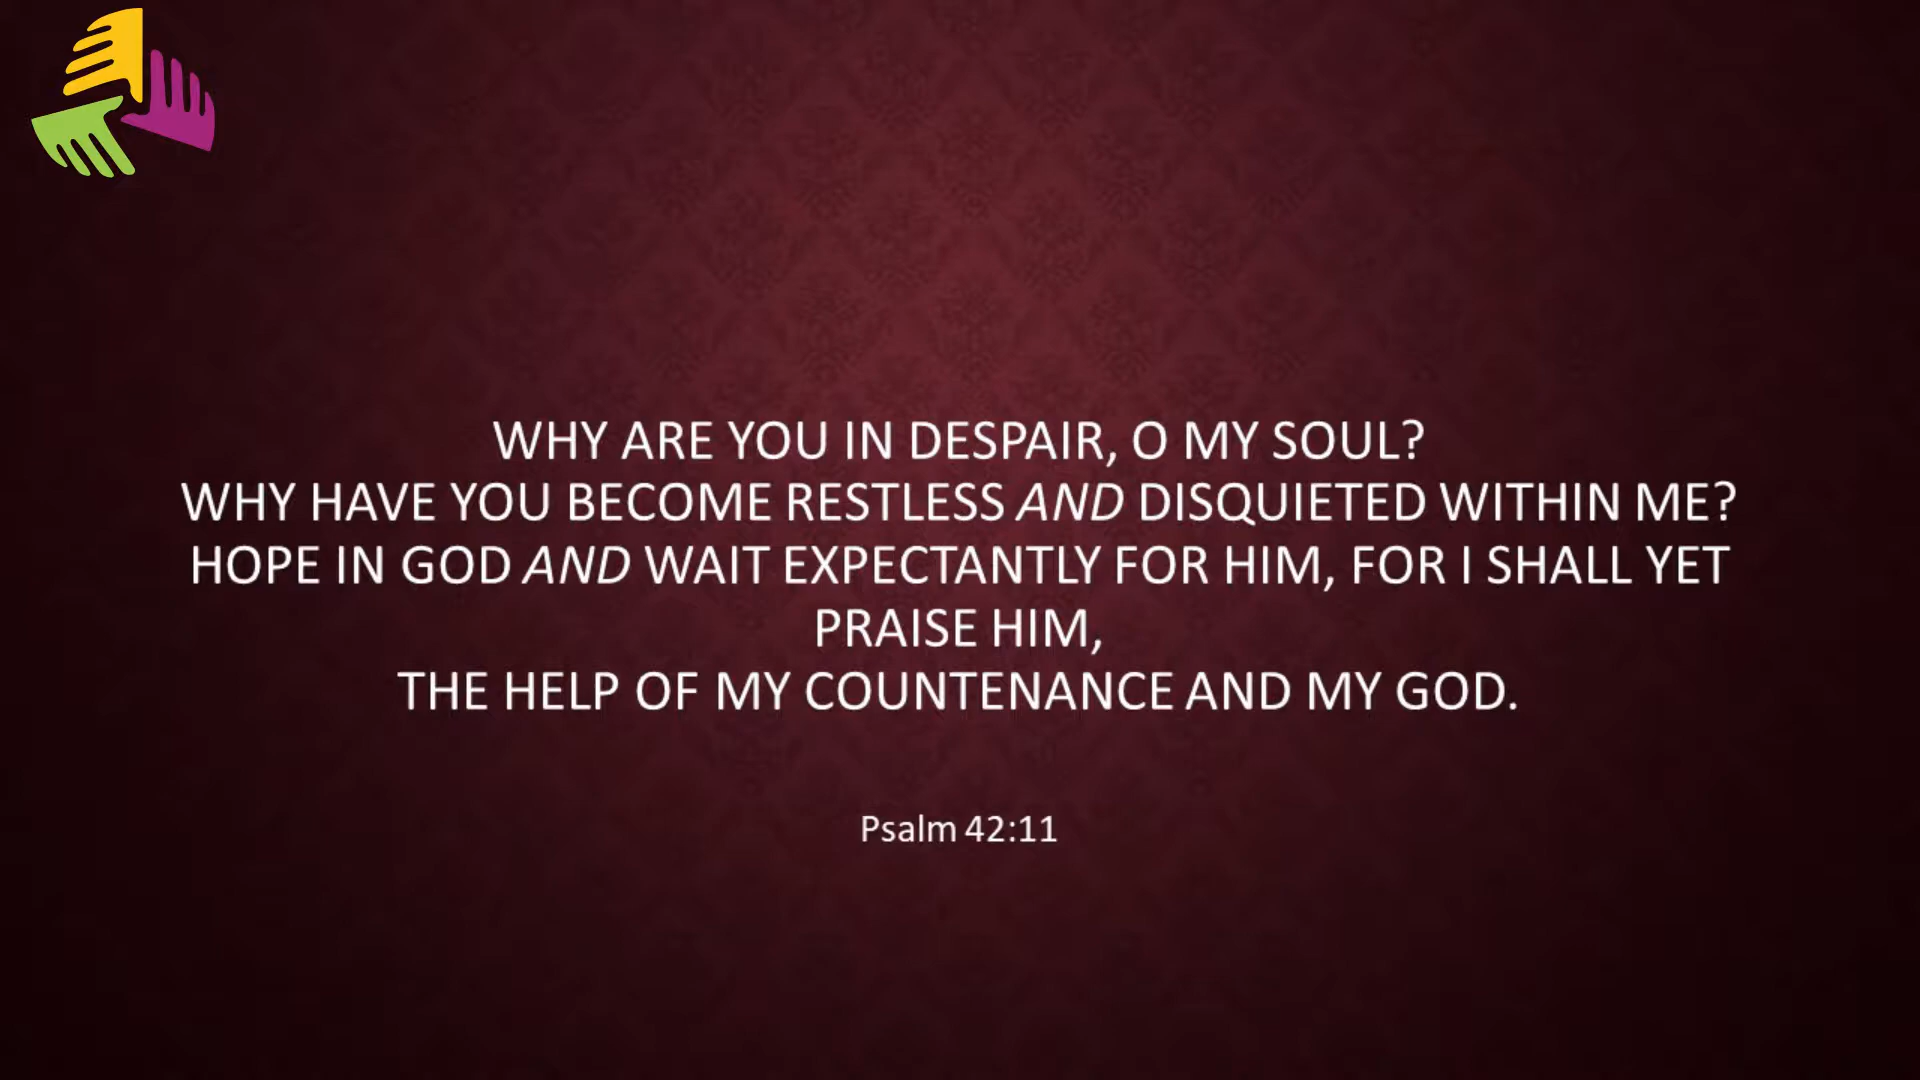 WHY ARE YOU IN DESPAIR, O MY SOUL?
WHY HAVE YOU BECOME RESTLESS AND DISQUIETED WITHIN ME?
HOPE IN GOD AND WAIT EXPECTANTLY FOR HIM, FOR I SHALL YET
PRAISE HIM,
THE HELP OF MY COUNTENANCE AND MY GOD.
Psalm 42:11